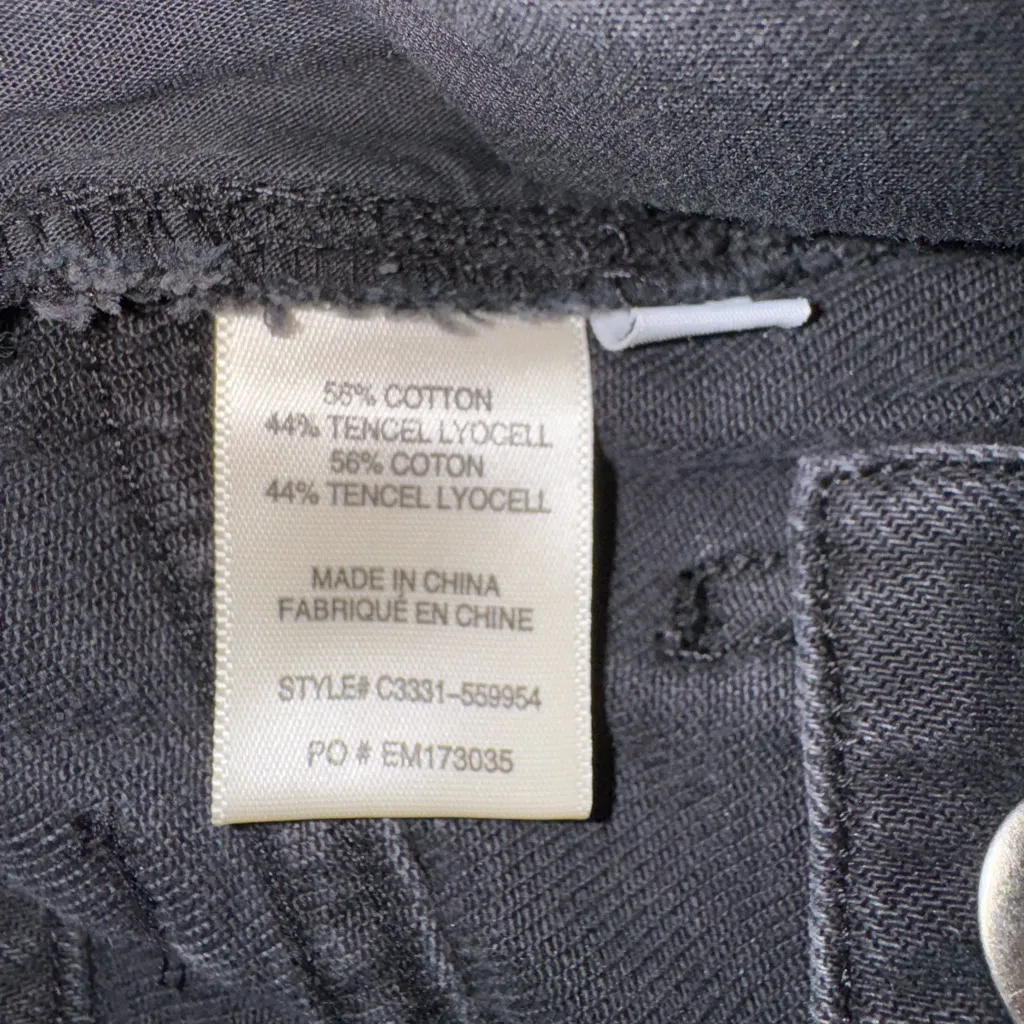 56% COTTON
44% TENCEL LYOCELL
56% COTON
44% TENCEL LYOCELL
MADE IN CHINA
FABRIQUÉ EN CHINE
STYLE# C3331-559954
PO # EM173035